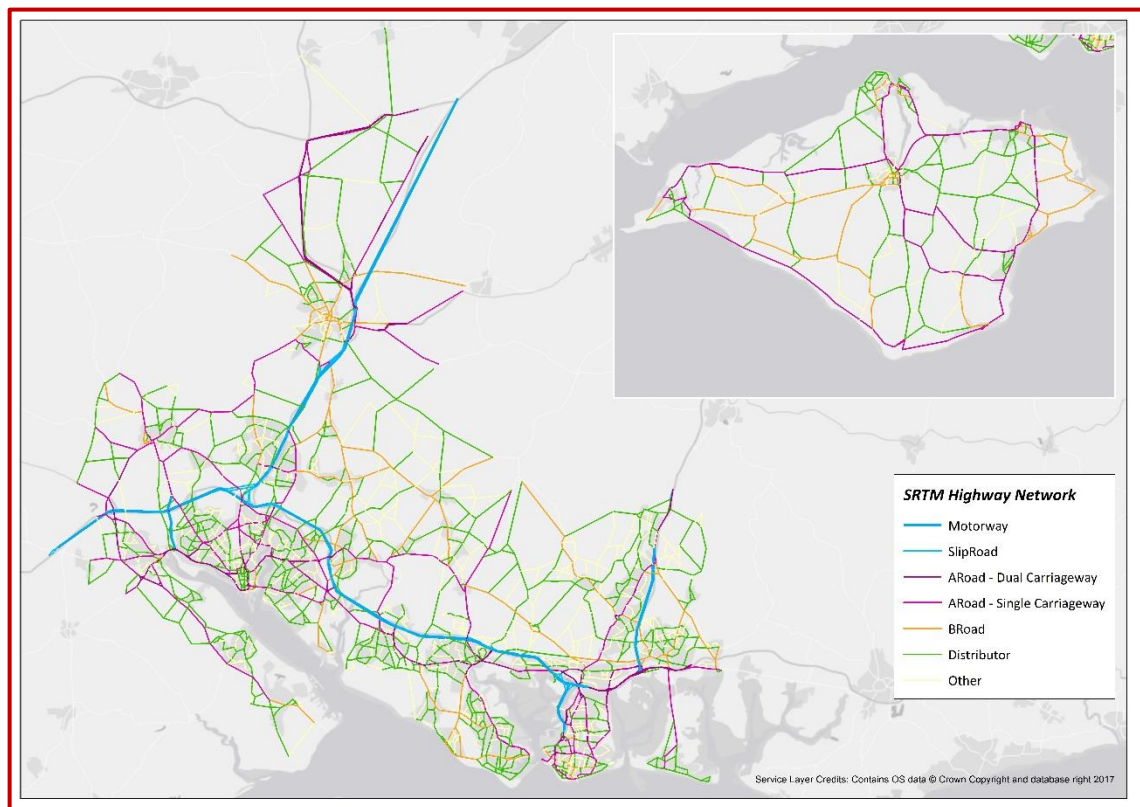 SRTM Highway Network
Motorway
SlipRoad
ARoad - Dual Carriageway
ARoad - Single Carriageway
BRoad
Distributor
Other
Service Layer Credits: Contains OS data © Crown Copyright and database right 2017